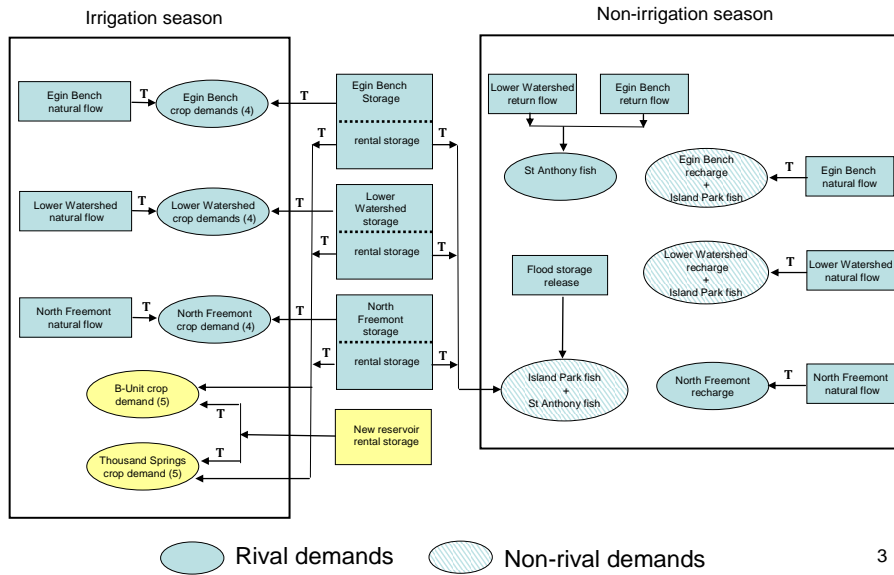 Irrigation season
Non-irrigation season
Egin Bench
natural flow
T
Egin Bench
crop demands (4)
T
Egin Bench
Storage
rental storage
T
T
Lower Watershed
natural flow
T
Lower Watershed
crop demands (4)
T
Lower
Watershed
storage
rental storage
T
T
North Freemont
natural flow
T
North Freemont
crop demand (4)
T
North
Freemont
storage
rental storage
T
T
B-Unit crop
demand (5)
T
New reservoir
rental storage
T
Thousand Springs
crop demand (5)
Lower Watershed
return flow
Egin Bench
return flow
St Anthony fish
Egin Bench
recharge
+
Island Park fish
T
Egin Bench
natural flow
Flood storage
release
Lower Watershed
recharge
+
Island Park fish
T
Lower Watershed
natural flow
Island Park fish
+
St Anthony fish
North Freemont
recharge
T
North Freemont
natural flow
Rival demands
Non-rival demands
3